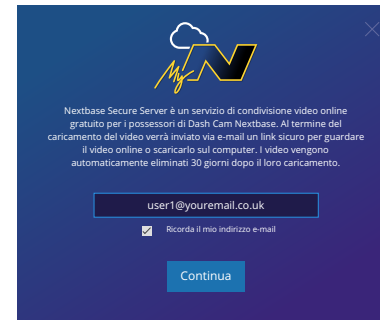 My N
Nextbase Secure Server è un servizio di condivisione video online
gratuito per i possessori di Dash Cam Nextbase. Al termine del
caricamento del video verrà inviato via e-mail un link sicuro per guardare
il video online o scaricarlo sul computer. I video vengono
automaticamente eliminati 30 giorni dopo il loro caricamento.
user1@youremail.co.uk
Ricorda il mio indirizzo e-mail
Continua